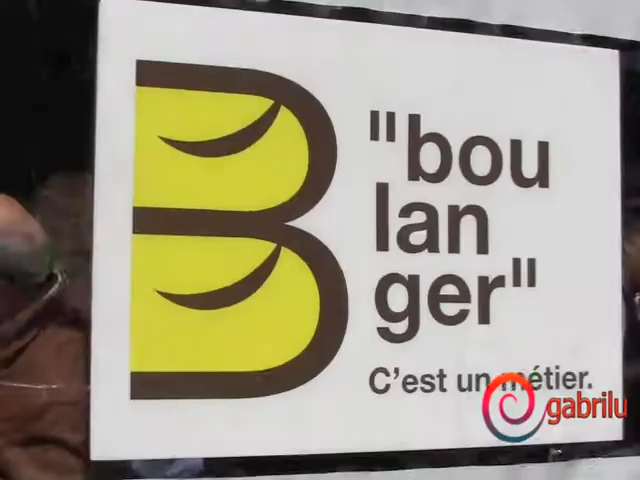 "bou
lan
ger"
C'est un métier.
gabrilu